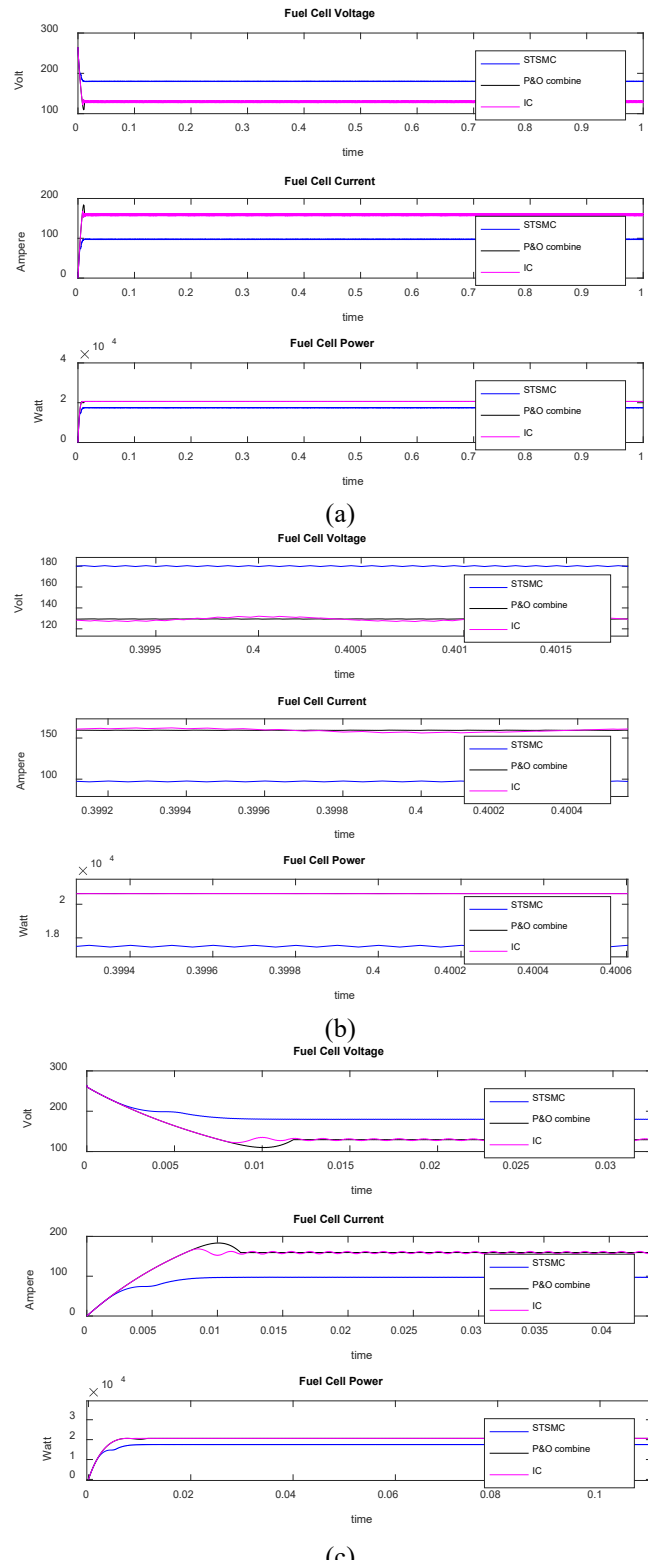 Fuel Cell Voltage
300
200
100
Volt
STSMC
P&O combine
IC
0 0.1 0.2 0.3 0.4 0.5 0.6 0.7 0.8 0.9 1
time
Fuel Cell Current
200
100
0
Ampere
STSMC
P&O combine
IC
0 0.1 0.2 0.3 0.4 0.5 0.6 0.7 0.8 0.9 1
time
Fuel Cell Power
× 10 4
4
2
0
Watt
STSMC
P&O combine
IC
0 0.1 0.2 0.3 0.4 0.5 0.6 0.7 0.8 0.9 1
time
(a)
Fuel Cell Voltage
180
160
140
120
Volt
STSMC
P&O combine
IC
0.3995 0.4 0.4005 0.401 0.4015
time
Fuel Cell Current
150
100
Ampere
STSMC
P&O combine
IC
0.3992 0.3994 0.3996 0.3998 0.4 0.4002 0.4004
time
Fuel Cell Power
× 10 4
2
1.8
Watt
STSMC
P&O combine
IC
0.3994 0.3996 0.3998 0.4 0.4002 0.4004 0.4006
time
(b)
Fuel Cell Voltage
300
200
100
Volt
STSMC
P&O combine
IC
0 0.005 0.01 0.015 0.02 0.025 0.03
time
Fuel Cell Current
200
100
0
Ampere
STSMC
P&O combine
IC
0 0.005 0.01 0.015 0.02 0.025 0.03 0.035 0.04
time
Fuel Cell Power
× 10 4
3
2
1
0
Watt
STSMC
P&O combine
IC
0 0.02 0.04 0.06 0.08 0.1
time
(c)